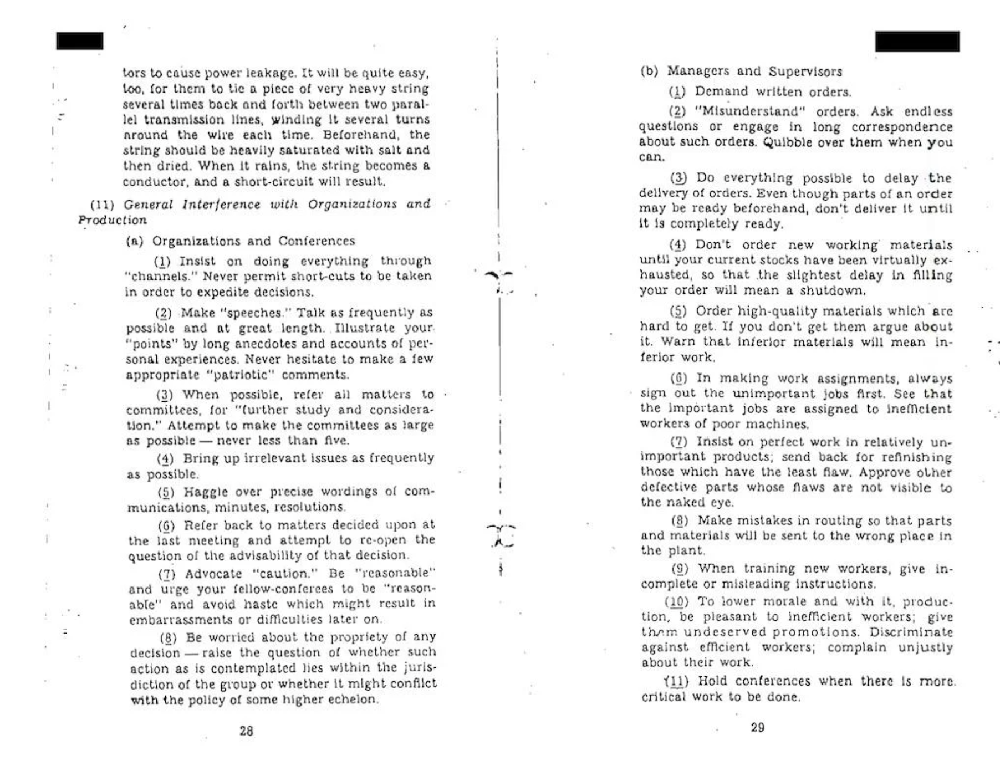 tors to cause power leakage. It will be quite easy,
too, for them to tie a piece of very heavy string
several times back and forth between two paral-
lel transmission lines, winding it several turns
around the wire each time. Beforehand, the
string should be heavily saturated with salt and
then dried. When it rains, the string becomes a
conductor, and a short-circuit will result.
(11) General Interference with Organizations and
Production
(a) Organizations and Conferences
(1) Insist on doing everything through
"channels." Never permit short-cuts to be taken
in order to expedite decisions.
(2) Make "speeches." Talk as frequently as
possible and at great length. Illustrate your
"points" by long anecdotes and accounts of per-
sonal experiences. Never hesitate to make a few
appropriate "patriotic" comments.
(3) When possible, refer all matters to
committees, for "further study and considera-
tion." Attempt to make the committees as large
as possible — never less than five.
(4) Bring up irrelevant issues as frequently
as possible.
(5) Haggle over precise wordings of com-
munications, minutes, resolutions.
(6) Refer back to matters decided upon at
the last meeting and attempt to re-open the
question of the advisability of that decision.
(7) Advocate "caution." Be "reasonable"
and urge your fellow-conferees to be "reason-
able" and avoid haste which might result in
embarrassments or difficulties later on.
(8) Be worried about the propriety of any
decision — raise the question of whether such
action as is contemplated lies within the juris-
diction of the group or whether it might conflict
with the policy of some higher echelon.
28
(b) Managers and Supervisors
(1) Demand written orders.
(2) "Misunderstand" orders. Ask endless
questions or engage in long correspondence
about such orders. Quibble over them when you
can.
(3) Do everything possible to delay the
delivery of orders. Even though parts of an order
may be ready beforehand, don't deliver it until
it is completely ready.
(4) Don't order new working materials
until your current stocks have been virtually ex-
hausted, so that the slightest delay in filling
your order will mean a shutdown.
(5) Order high-quality materials which are
hard to get. If you don't get them argue about
it. Warn that inferior materials will mean in-
ferior work.
(6) In making work assignments, always
sign out the unimportant jobs first. See that
the important jobs are assigned to inefficient
workers of poor machines.
(7) Insist on perfect work in relatively un-
important products; send back for refinishing
those which have the least flaw. Approve other
defective parts whose flaws are not visible to
the naked eye.
(8) Make mistakes in routing so that parts
and materials will be sent to the wrong place in
the plant.
(9) When training new workers, give in-
complete or misleading instructions.
(10) To lower morale and with it, produc-
tion, be pleasant to inefficient workers; give
them undeserved promotions. Discriminate
against efficient workers; complain unjustly
about their work.
(11) Hold conferences when there is more
critical work to be done.
29